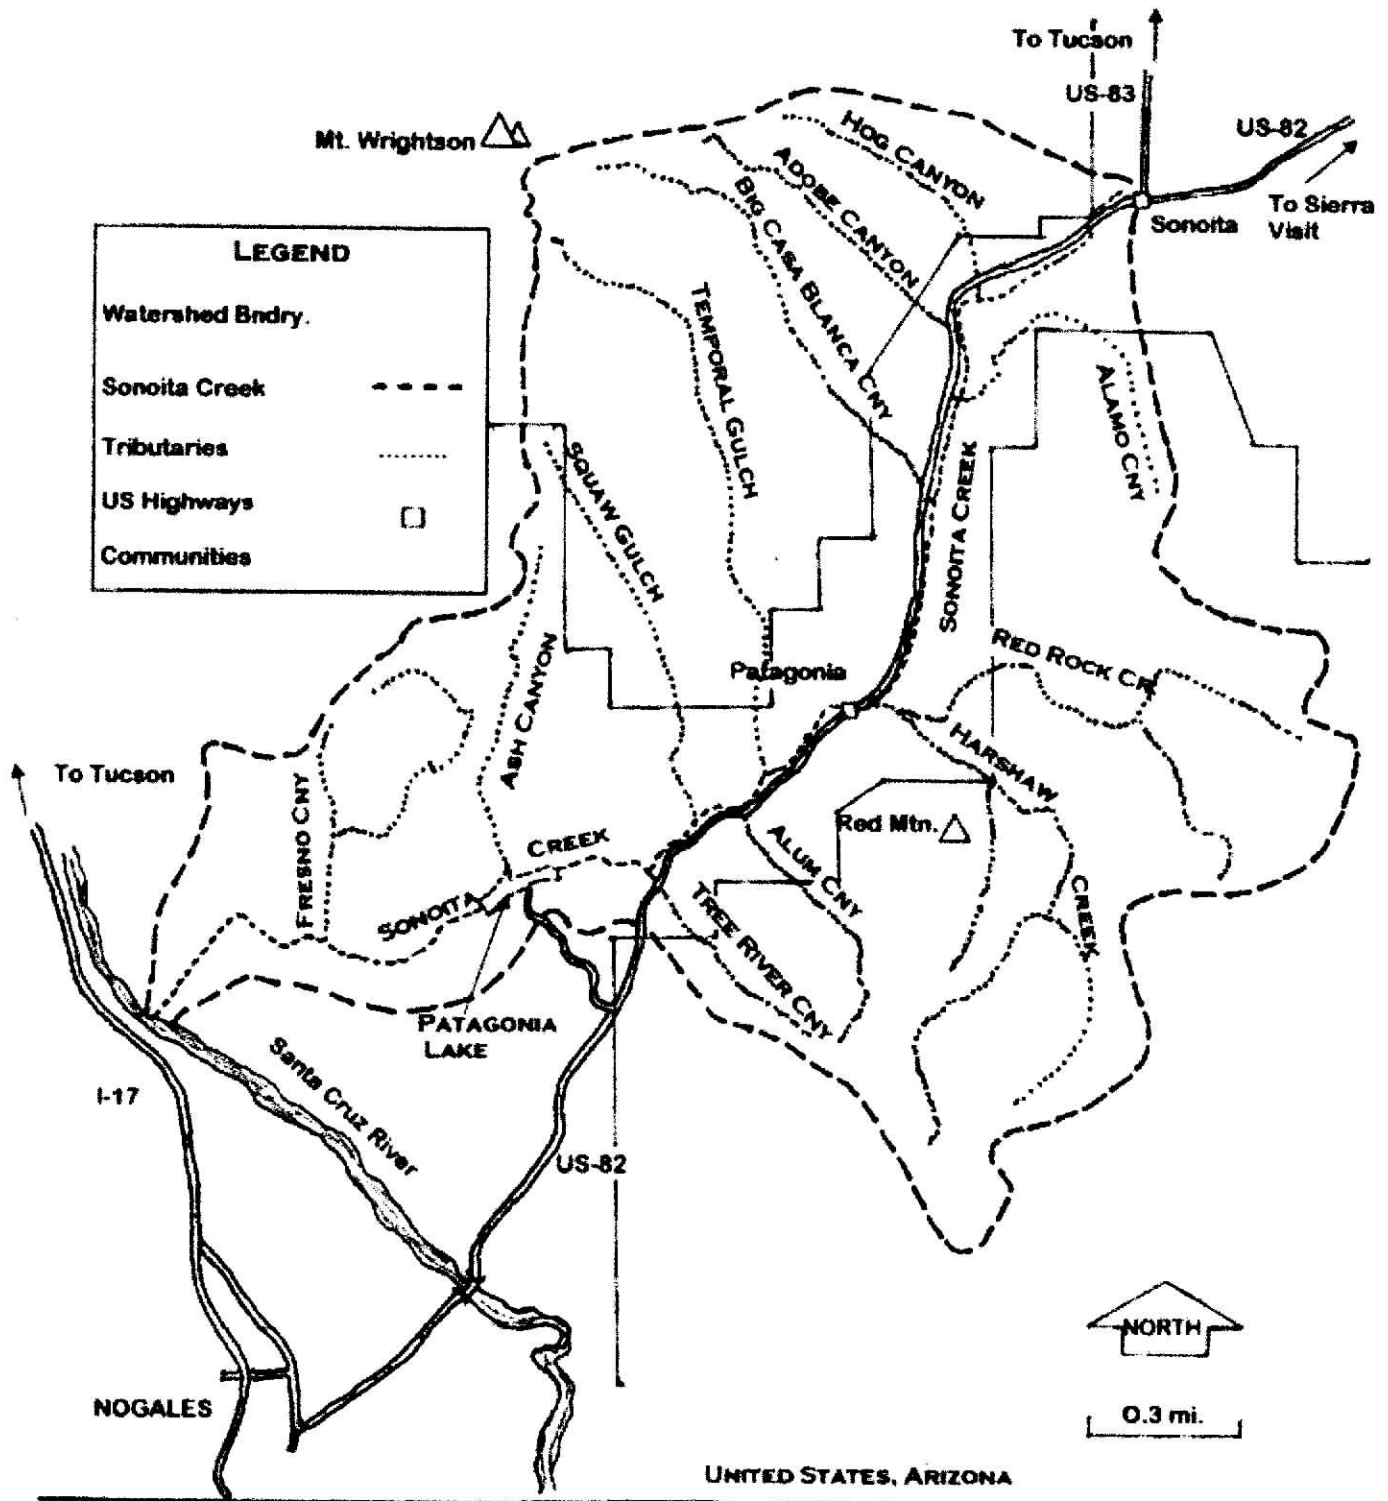 To Tucson
US-83
US-82
To Sierra
Visit
Sonoita
Mt. Wrightson
HOG CANYON
ADOBE CANYON
BIG CASA BLANCA CNY
TEMPORAL GULCH
LEGEND
Watershed Bndry.
Sonoita Creek
Tributaries
US Highways
Communities
ALAMO CNY
SQUAW GULCH
SONOITA CREEK
ASH CANYON
Patagonia
RED ROCK CR.
HARSHAW
CREEK
To Tucson
FRESNO CNY
Red Mtn.
ALUM CNY
SONOITA
CREEK
TREE RIVER CNY
PATAGONIA
LAKE
Santa Cruz River
I-17
US-82
NORTH
0.3 mi.
NOGALES
UNITED STATES, ARIZONA